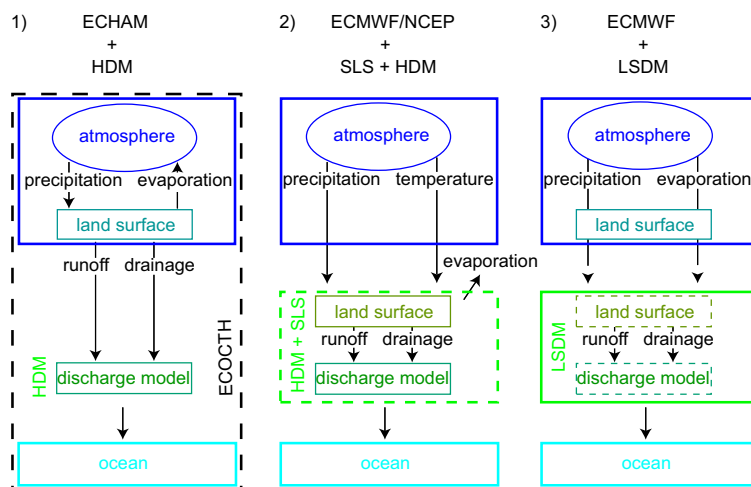 1) ECHAM
+
HDM
atmosphere
precipitation evaporation
land surface
runoff drainage
HDM
discharge model
ECOCTH
ocean
2) ECMWF/NCEP
+
SLS + HDM
atmosphere
precipitation temperature
evaporation
HDM + SLS
land surface
runoff drainage
discharge model
ocean
3) ECMWF
+
LSDM
atmosphere
precipitation evaporation
land surface
LSDM
land surface
runoff drainage
discharge model
ocean